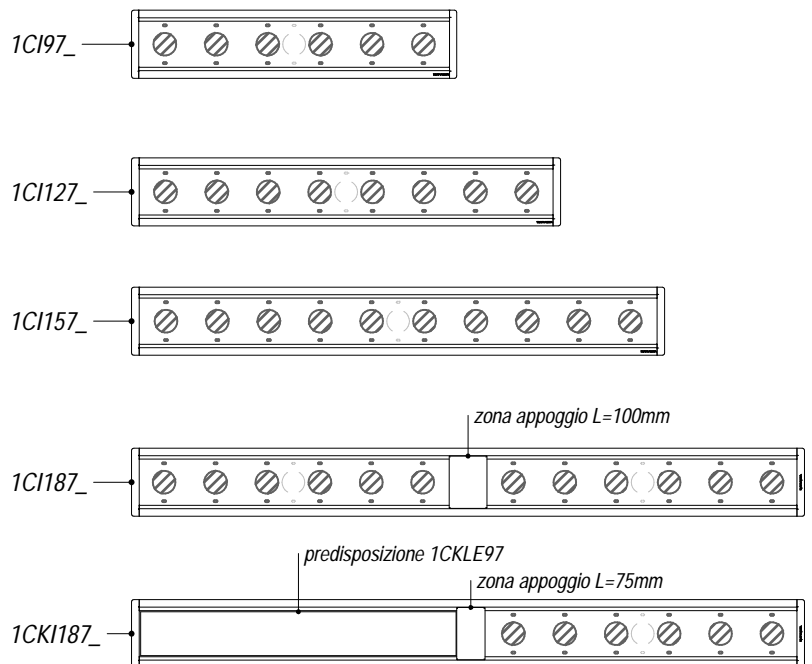 1CI97_
1CI127_
1CI157_
zona appoggio L=100mm
1CI187_
predisposizione 1CKLE97
zona appoggio L=75mm
1CKI187_